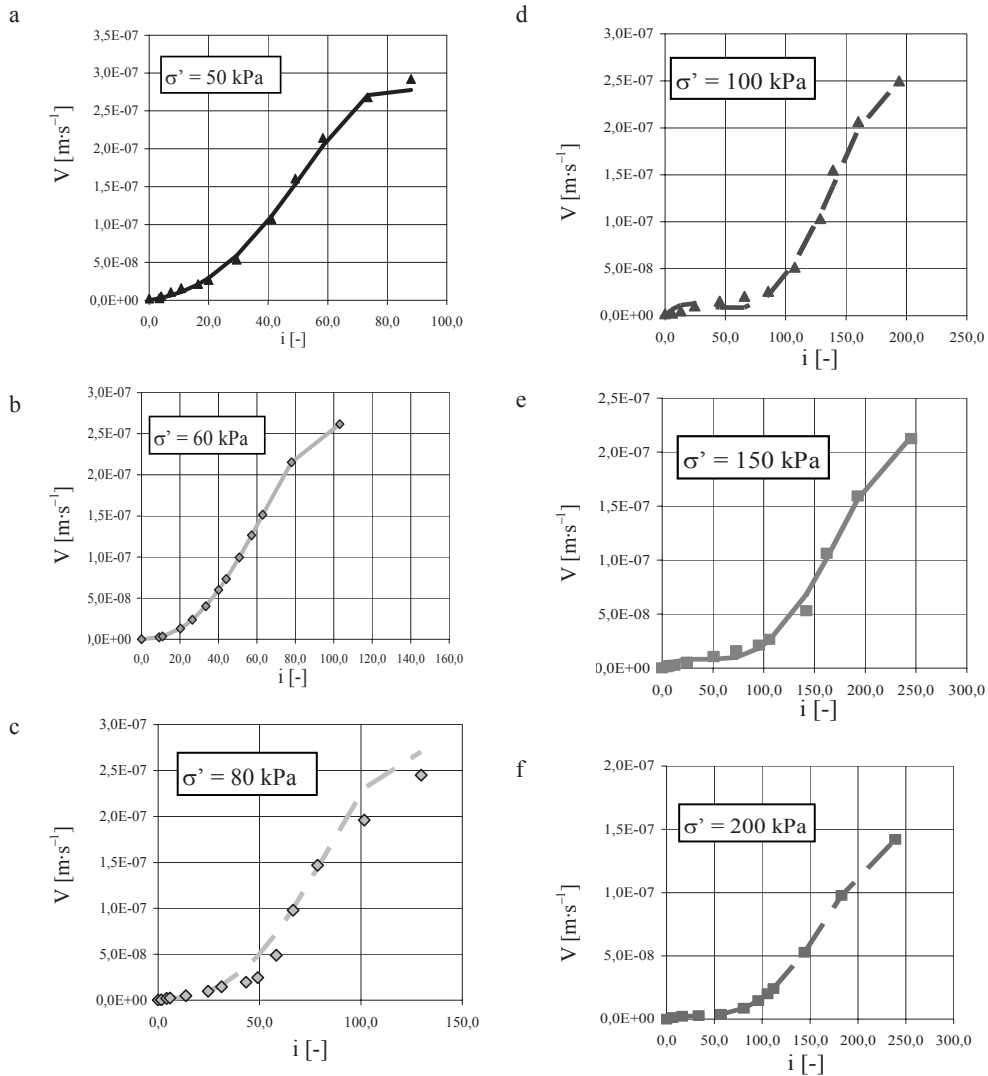 a
3,5E-07
3,0E-07
2,5E-07
2,0E-07
1,5E-07
1,0E-07
5,0E-08
0,0E+00
V [m·s⁻¹]
σ' = 50 kPa
0,0 20,0 40,0 60,0 80,0 100,0
i [-]
b
3,0E-07
2,5E-07
2,0E-07
1,5E-07
1,0E-07
5,0E-08
),0E+00
V [m·s⁻¹]
σ' = 60 kPa
0,0 20,0 40,0 60,0 80,0 100,0 120,0 140,0 160,0
i [-]
c
3,0E-07
2,5E-07
2,0E-07
1,5E-07
1,0E-07
5,0E-08
0,0E+00
V [m·s⁻¹]
σ' = 80 kPa
0,0 50,0 100,0 150,0
i [-]
d
3,0E-07
2,5E-07
2,0E-07
1,5E-07
1,0E-07
5,0E-08
0,0E+00
V [m·s⁻¹]
σ' = 100 kPa
0,0 50,0 100,0 150,0 200,0 250,0
i [-]
e
2,5E-07
2,0E-07
1,5E-07
1,0E-07
5,0E-08
0,0E+00
V [m·s⁻¹]
σ' = 150 kPa
0,0 50,0 100,0 150,0 200,0 250,0 300,0
i [-]
f
2,0E-07
1,5E-07
1,0E-07
5,0E-08
0,0E+00
V [m·s⁻¹]
σ' = 200 kPa
0,0 50,0 100,0 150,0 200,0 250,0 300,0
i [-]